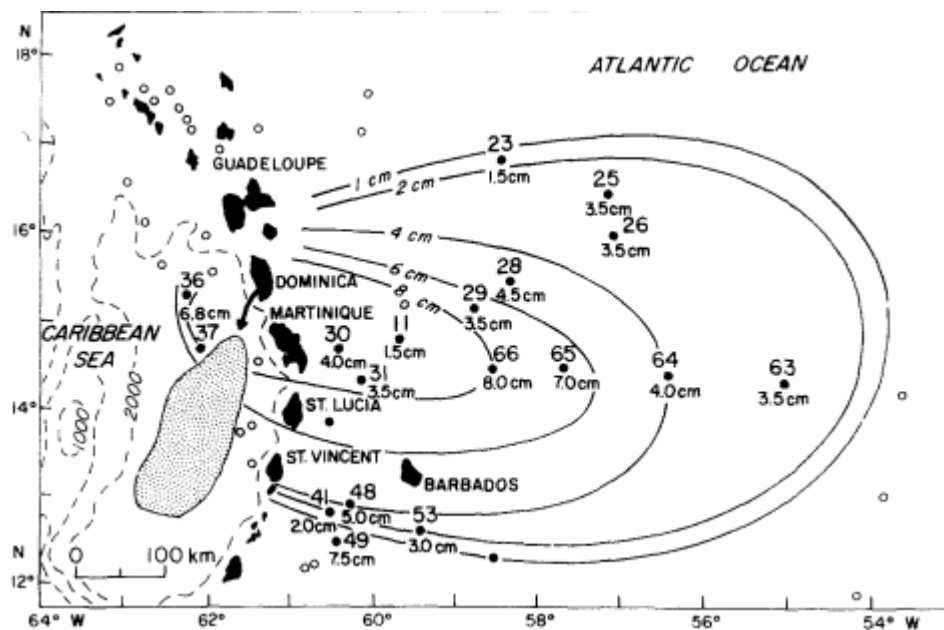 N
18°
ATLANTIC OCEAN
23
GUADELOUPE
1 cm
2 cm
1.5cm
25
3.5cm
26
3.5cm
16°
4 cm
6 cm
8 cm
28
4.5cm
36
6.8cm
DOMINICA
29
3.5cm
MARTINIQUE
CARIBBEAN
SEA
37
30
4.0cm
11
1.5cm
31
3.5cm
66
8.0cm
65
7.0cm
64
4.0cm
63
3.5cm
2000
1000
14°
ST. LUCIA
ST. VINCENT
BARBADOS
41
2.0cm
48
5.0cm
53
3.0cm
49
7.5cm
N
0 100 km
12°
64° W 62° 60° 58° 56° 54° W